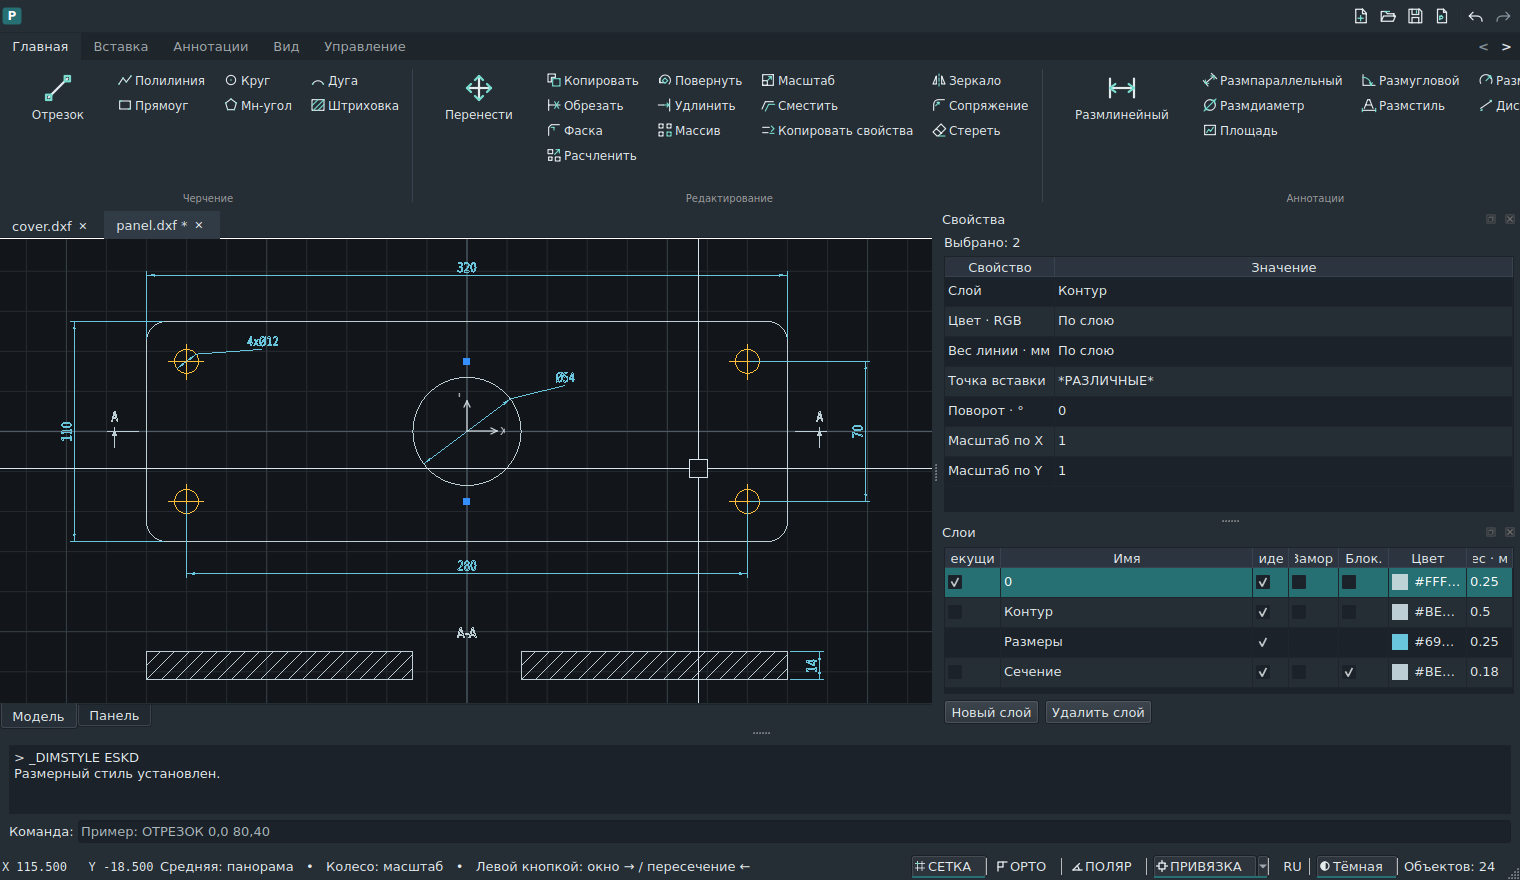 P
Главная Вставка Аннотации Вид Управление < >
Отрезок
Полилиния Круг Дуга
Прямоуг Мн-угол Штриховка
Черчение
Перенести
Копировать Повернуть Масштаб Зеркало
Обрезать Удлинить Сместить Сопряжение
Фаска Массив Копировать свойства Стереть
Расчленить
Редактирование
Размлинейный
Размпараллельный Размугловой Разм
Размдиаметр Размстиль Дис
Площадь
Аннотации
cover.dxf × panel.dxf * ×
320
4xØ12
Ø54
A A
110
70
X
280
A-A
14
Модель Панель
Свойства
Выбрано: 2
Свойство Значение
Слой Контур
Цвет · RGB По слою
Вес линии · мм По слою
Точка вставки *РАЗЛИЧНЫЕ*
Поворот · ° 0
Масштаб по X 1
Масштаб по Y 1
Слои
екущи Имя иде Замор Блок. Цвет ес · м
0 #FFF... 0.25
Контур #BE... 0.5
Размеры #69... 0.25
Сечение #BE... 0.18
Новый слой Удалить слой
> _DIMSTYLE ESKD
Размерный стиль установлен.
Команда: Пример: ОТРЕЗОК 0,0 80,40
X 115.500 Y -18.500 Средняя: панорама • Колесо: масштаб • Левой кнопкой: окно → / пересечение ← СЕТКА ОРТО ПОЛЯР ПРИВЯЗКА RU Тёмная Объектов: 24